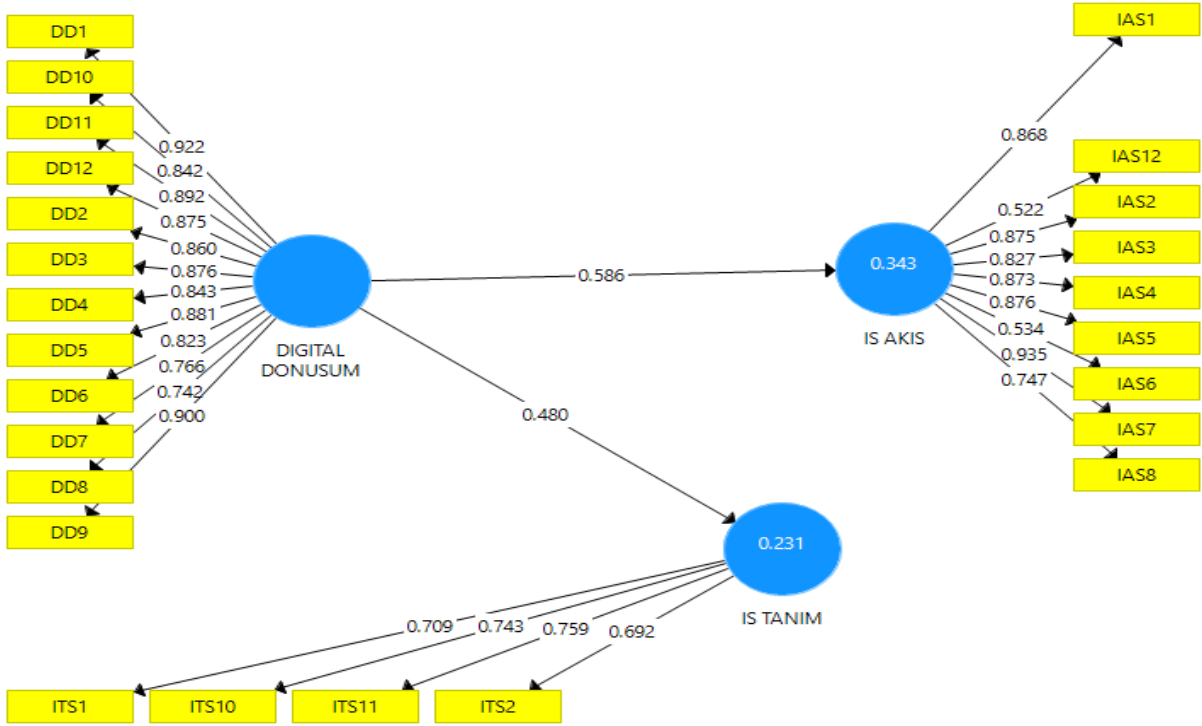 DD1
DD10
DD11
DD12
DD2
DD3
DD4
DD5
DD6
DD7
DD8
DD9
0.922
0.842
0.892
0.875
0.860
0.876
0.843
0.881
0.823
0.766
0.742
0.900
DIGITAL
DONUSUM
0.586
0.480
0.343
IS AKIS
0.868
0.522
0.875
0.827
0.873
0.876
0.534
0.935
0.747
IAS1
IAS12
IAS2
IAS3
IAS4
IAS5
IAS6
IAS7
IAS8
0.231
IS TANIM
0.709
0.743
0.759
0.692
ITS1
ITS10
ITS11
ITS2